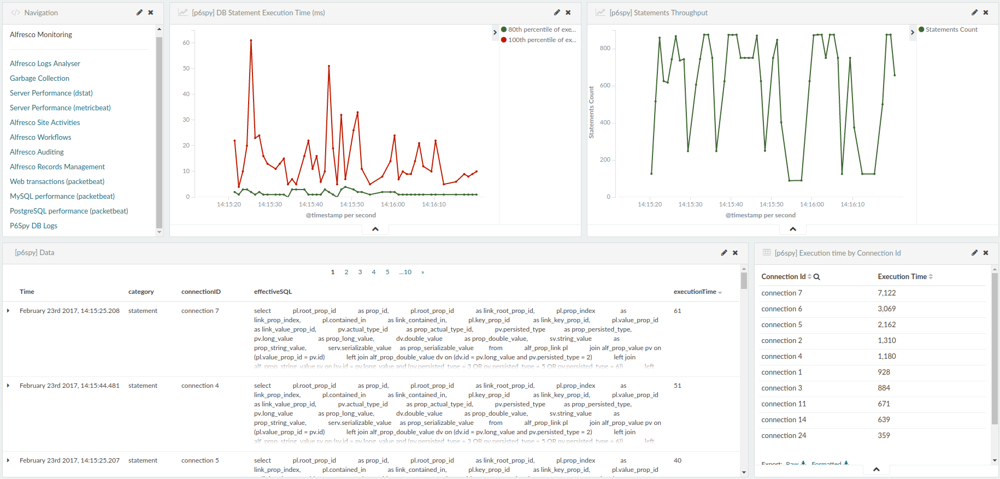 Navigation
Alfresco Monitoring
Alfresco Logs Analyser
Garbage Collection
Server Performance (dstat)
Server Performance (metricbeat)
Alfresco Site Activities
Alfresco Workflows
Alfresco Auditing
Alfresco Records Management
Web transactions (packetbeat)
MySQL performance (packetbeat)
PostgreSQL performance (packetbeat)
P6Spy DB Logs
[p6spy] DB Statement Execution Time (ms)
80th percentile of exe...
100th percentile of ex...
60
50
40
30
20
10
0
14:15:20 14:15:30 14:15:40 14:15:50 14:16:00 14:16:10
@timestamp per second
[p6spy] Statements Throughput
Statements Count
Statements Count
800
600
400
200
0
14:15:20 14:15:30 14:15:40 14:15:50 14:16:00 14:16:10
@timestamp per second
[p6spy] Data
1 2 3 4 5 ...10 »
Time category connectionID effectiveSQL executionTime
February 23rd 2017, 14:15:25.208 statement connection 7 select pl.root_prop_id as prop_id, pl.root_prop_id as link_root_prop_id, pl.prop_index as 61
link_prop_index, pl.contained_in as link_contained_in, pl.key_prop_id as link_key_prop_id, pl.value_prop_id
as link_value_prop_id, pv.actual_type_id as prop_actual_type_id, pv.persisted_type as prop_persisted_type,
pv.long_value as prop_long_value, dv.double_value as prop_double_value, sv.string_value as
prop_string_value, serv.serializable_value as prop_serializable_value from alf_prop_link pl join alf_prop_value pv on
(pl.value_prop_id = pv.id) left join alf_prop_double_value dv on (dv.id = pv.long_value and pv.persisted_type = 2) left join
alf_prop_string_value sv on (sv.id = pv.long_value and (pv.persisted_type = 3 OR pv.persisted_type = 5 OR pv.persisted_type = 6)) left
February 23rd 2017, 14:15:44.481 statement connection 4 select pl.root_prop_id as prop_id, pl.root_prop_id as link_root_prop_id, pl.prop_index as 51
link_prop_index, pl.contained_in as link_contained_in, pl.key_prop_id as link_key_prop_id, pl.value_prop_id
as link_value_prop_id, pv.actual_type_id as prop_actual_type_id, pv.persisted_type as prop_persisted_type,
pv.long_value as prop_long_value, dv.double_value as prop_double_value, sv.string_value as
prop_string_value, serv.serializable_value as prop_serializable_value from alf_prop_link pl join alf_prop_value pv on
(pl.value_prop_id = pv.id) left join alf_prop_double_value dv on (dv.id = pv.long_value and pv.persisted_type = 2) left join
alf_prop_string_value sv on (sv.id = pv.long_value and (pv.persisted_type = 3 OR pv.persisted_type = 5 OR pv.persisted_type = 6)) left
February 23rd 2017, 14:15:25.207 statement connection 5 select pl.root_prop_id as prop_id, pl.root_prop_id as link_root_prop_id, pl.prop_index as 40
link_prop_index, pl.contained_in as link_contained_in, pl.key_prop_id as link_key_prop_id, pl.value_prop_id
[p6spy] Execution time by Connection Id
Connection Id Execution Time
connection 7 7,122
connection 6 3,069
connection 5 2,162
connection 2 1,310
connection 4 1,180
connection 1 928
connection 3 884
connection 11 671
connection 14 639
connection 24 359
Export: Raw Formatted